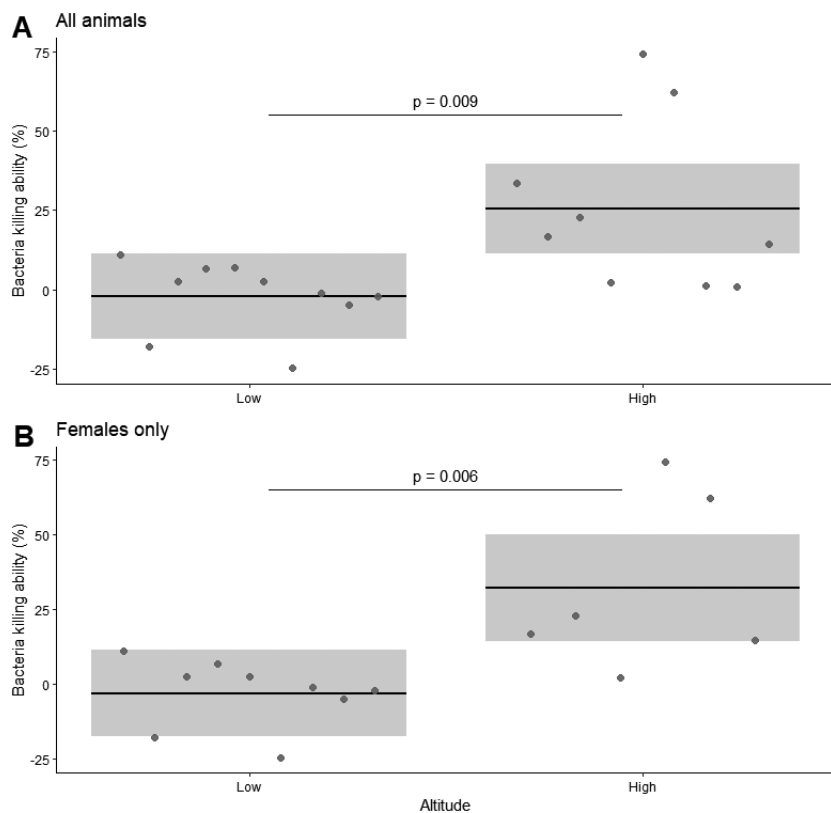 A All animals
75
50
25
0
-25
Bacteria killing ability (%)
p = 0.009
Low High
B Females only
75
50
25
0
-25
Bacteria killing ability (%)
p = 0.006
Low High
Altitude